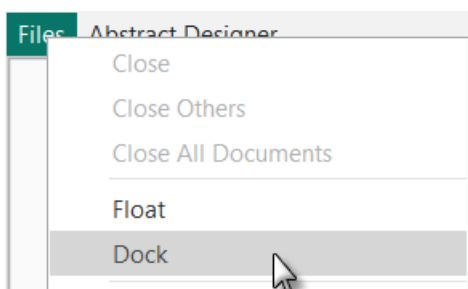 Files Abstract Designer
Close
Close Others
Close All Documents
Float
Dock